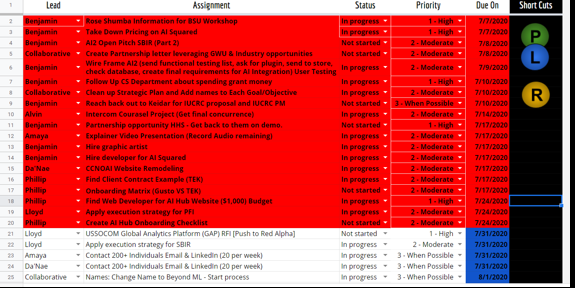 1 Lead Assignment Status Priority Due On Short Cuts
2 Benjamin Rose Shumba Information for BSU Workshop In progress 1 - High 7/7/2020
3 Benjamin Take Down Pricing on AI Squared In progress 1 - High 7/7/2020
4 Benjamin AI2 Open Pitch SBIR (Part 2) Not started 2 - Moderate 7/8/2020
5 Collaborative Create Partnership letter leveraging GWU & Industry opportunities Not started 2 - Moderate 7/8/2020
6 Benjamin Wire Frame AI2 (send functional testing list, ask for plugin, send to store, In progress 2 - Moderate 7/9/2020
check database, create final requirements for AI Integration) User Testing
7 Benjamin Follow Up CS Department about spending grant money In progress 1 - High 7/10/2020
8 Collaborative Clean up Strategic Plan and Add names to Each Goal/Objective In progress 2 - Moderate 7/10/2020
9 Benjamin Reach back out to Keidar for IUCRC proposal and IUCRC PM Not started 3 - When Possible 7/10/2020
10 Alvin Intercom Counsel Project (Get final concurrence) In progress 2 - Moderate 7/14/2020
11 Benjamin Partnership opportunity HKS - Get back to them on demo. Not started 1 - High 7/17/2020
12 Amaya Explainer Video Presentation (Record Audio remaining) In progress 2 - Moderate 7/17/2020
13 Benjamin Hire graphic artist In progress 2 - Moderate 7/17/2020
14 Benjamin Hire developer for AI Squared In progress 2 - Moderate 7/17/2020
15 Da'Nae CCNOAI Website Remodeling In progress 2 - Moderate 7/17/2020
16 Phillip Find Client Contract Example (TEK) In progress 2 - Moderate 7/17/2020
17 Phillip Onboarding Matrix (Gusto VS TEK) Not started 2 - Moderate 7/17/2020
18 Phillip Find Web Developer for AI Hub Website ($1,000) Budget In progress 1 - High 7/24/2020
19 Lloyd Apply execution strategy for PFI In progress 2 - Moderate 7/24/2020
20 Phillip Create AI Hub Onboarding Checklist Not started 2 - Moderate 7/24/2020
21 Lloyd USSOCOM Global Analytics Platform (GAP) RFI [Push to Red Alpha] Not started 1 - High 7/31/2020
22 Lloyd Apply execution strategy for SBIR In progress 2 - Moderate 7/31/2020
23 Amaya Contact 200+ Individuals Email & LinkedIn (20 per week) In progress 3 - When Possible 7/31/2020
24 Da'Nae Contact 200+ Individuals Email & LinkedIn (20 per week) In progress 3 - When Possible 7/31/2020
25 Collaborative Names: Change Name to Beyond ML - Start process In progress 3 - When Possible 8/1/2020
P
L
R